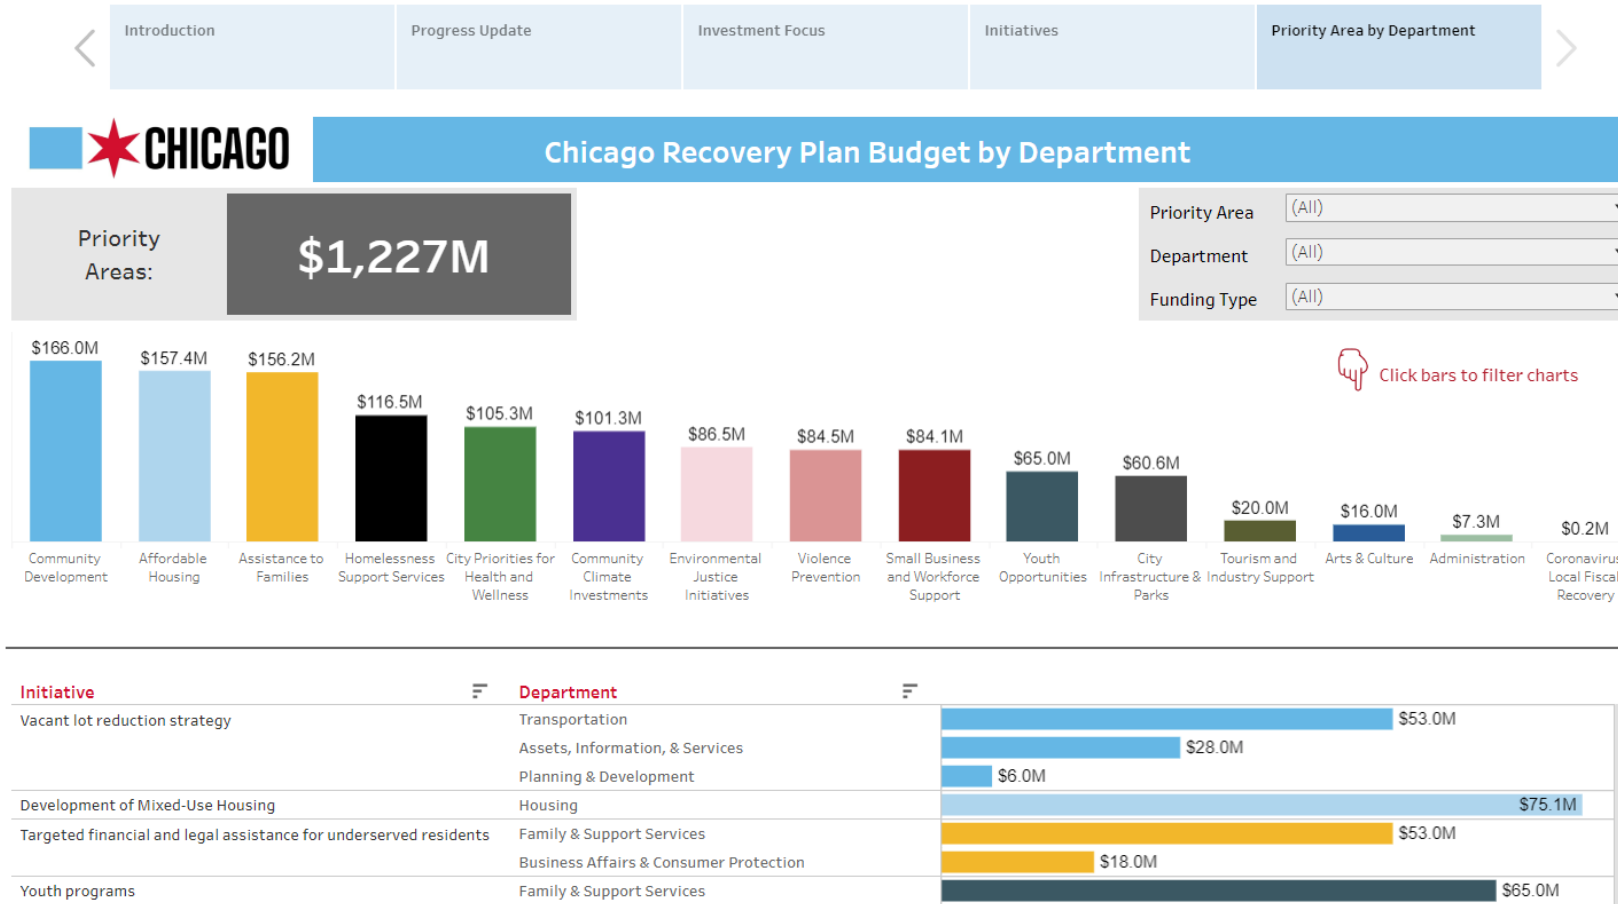 Introduction
Progress Update
Investment Focus
Initiatives
Priority Area by Department
CHICAGO
Chicago Recovery Plan Budget by Department
Priority
Areas:
$1,227M
Priority Area
(All)
Department
(All)
Funding Type
(All)
Click bars to filter charts
$166.0M
$157.4M
$156.2M
$116.5M
$105.3M
$101.3M
$86.5M
$84.5M
$84.1M
$65.0M
$60.6M
$20.0M
$16.0M
$7.3M
$0.2M
Community
Development
Affordable
Housing
Assistance to
Families
Homelessness
Support Services
City Priorities for
Health and
Wellness
Community
Climate
Investments
Environmental
Justice
Initiatives
Violence
Prevention
Small Business
and Workforce
Support
Youth
Opportunities
City
Infrastructure &
Parks
Tourism and
Industry Support
Arts & Culture
Administration
Coronavirus
Local Fiscal
Recovery
Initiative
Department
Vacant lot reduction strategy
Transportation
$53.0M
Assets, Information, & Services
$28.0M
Planning & Development
$6.0M
Development of Mixed-Use Housing
Housing
$75.1M
Targeted financial and legal assistance for underserved residents
Family & Support Services
$53.0M
Business Affairs & Consumer Protection
$18.0M
Youth programs
Family & Support Services
$65.0M